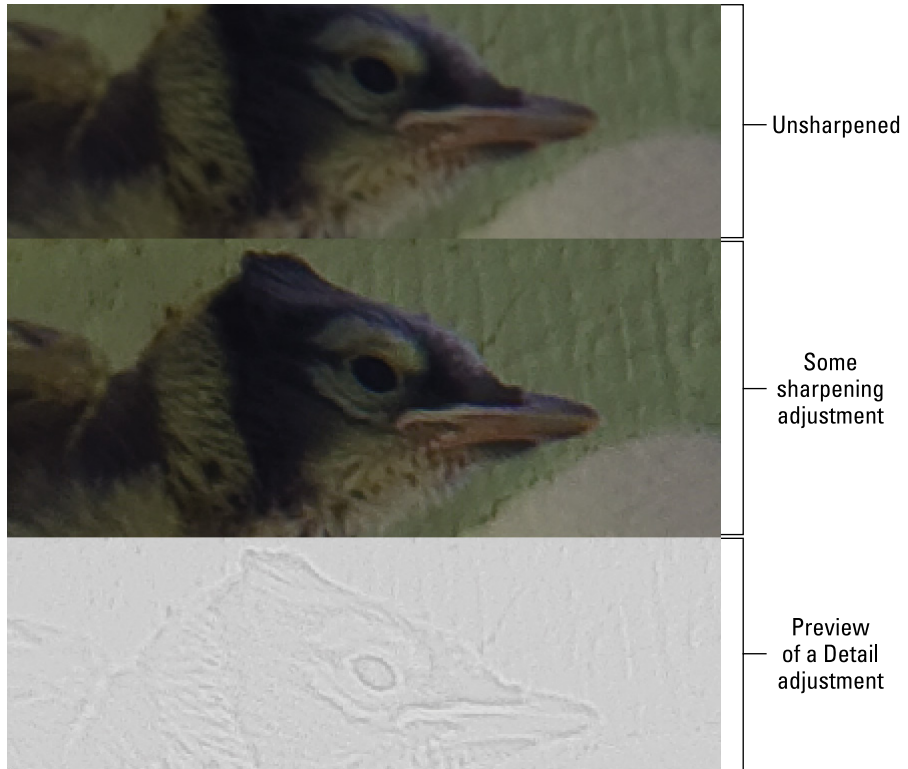 Unsharpened
Some
sharpening
adjustment
Preview
of a Detail
adjustment